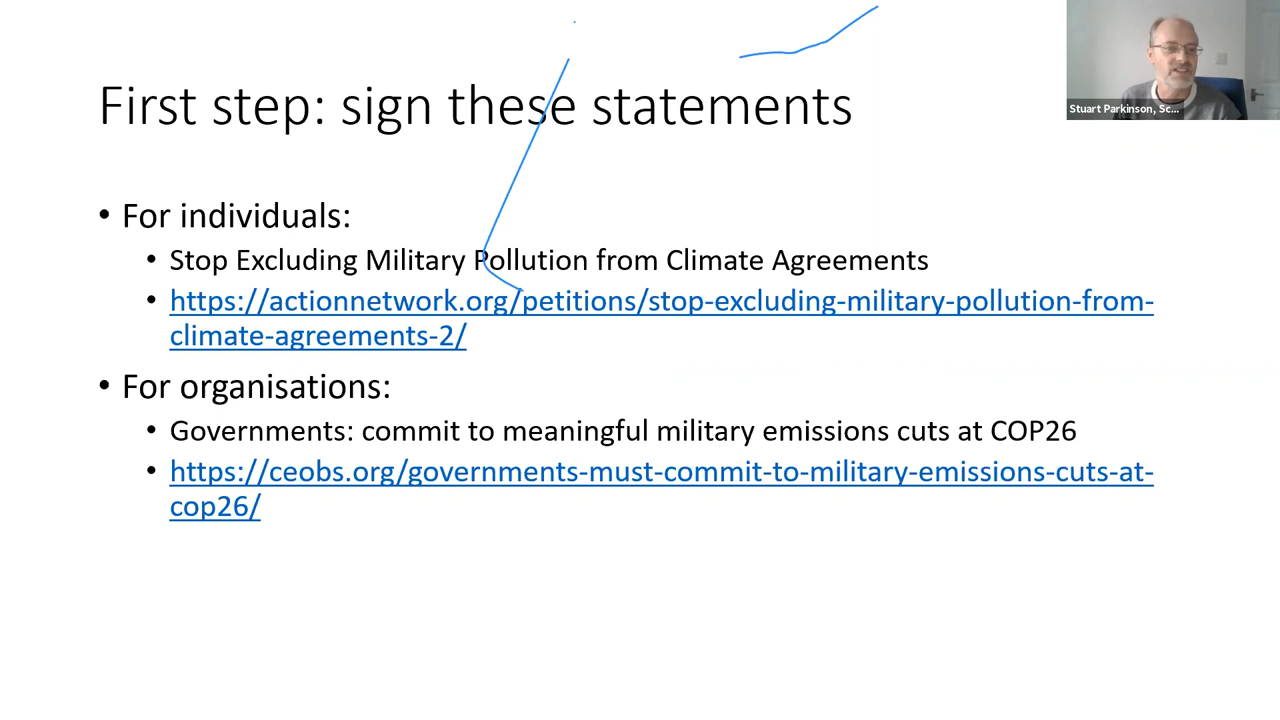 First step: sign these statements
Stuart Parkinson, Sc...
• For individuals:
• Stop Excluding Military Pollution from Climate Agreements
• https://actionnetwork.org/petitions/stop-excluding-military-pollution-from-
climate-agreements-2/
• For organisations:
• Governments: commit to meaningful military emissions cuts at COP26
• https://ceobs.org/governments-must-commit-to-military-emissions-cuts-at-
cop26/